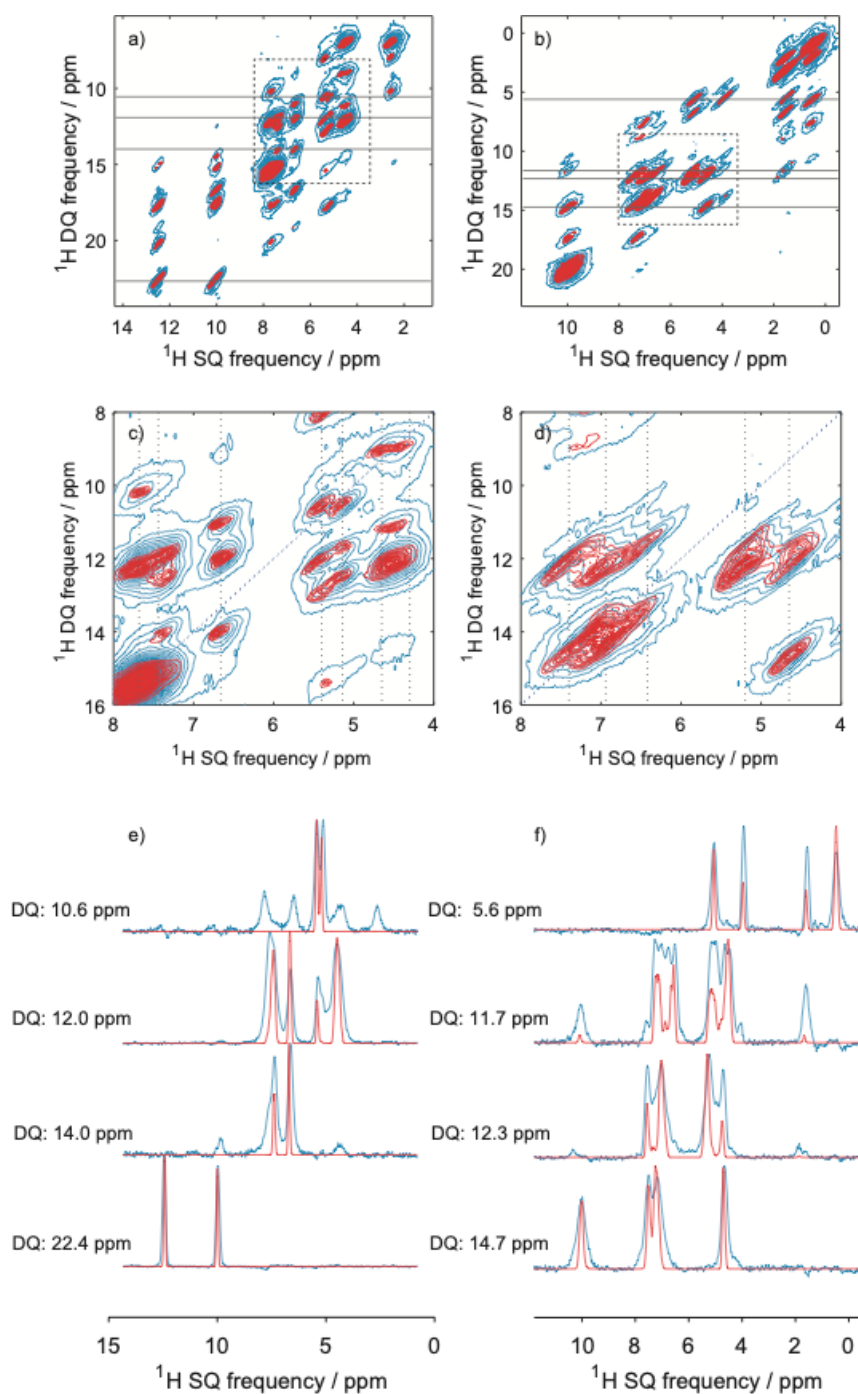 a)
b)
10
15
20
14 12 10 8 6 4 2
0
5
10
15
20
10 8 6 4 2 0
¹H DQ frequency / ppm
¹H SQ frequency / ppm
¹H DQ frequency / ppm
¹H SQ frequency / ppm
c)
d)
8
10
12
14
16
8 7 6 5 4
8
10
12
14
16
8 7 6 5 4
¹H DQ frequency / ppm
¹H SQ frequency / ppm
¹H DQ frequency / ppm
¹H SQ frequency / ppm
e)
DQ: 10.6 ppm
DQ: 12.0 ppm
DQ: 14.0 ppm
DQ: 22.4 ppm
15 10 5 0
¹H SQ frequency / ppm
f)
DQ: 5.6 ppm
DQ: 11.7 ppm
DQ: 12.3 ppm
DQ: 14.7 ppm
10 8 6 4 2 0
¹H SQ frequency / ppm